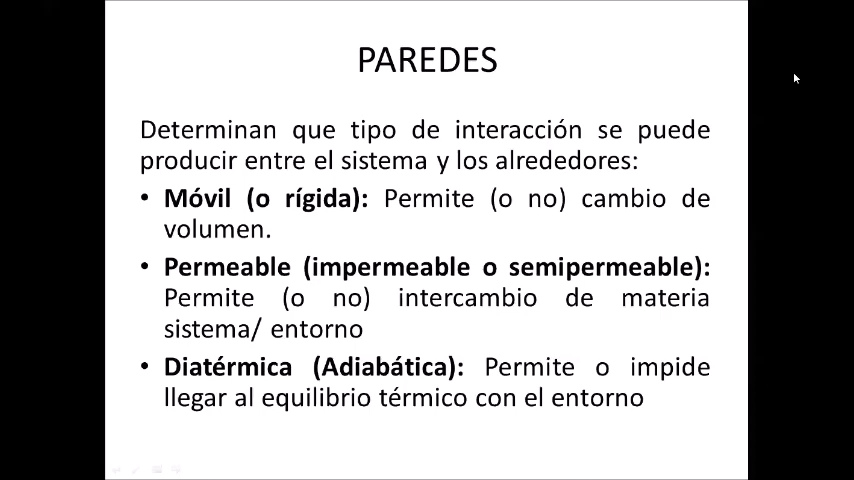 PAREDES
Determinan que tipo de interacción se puede
producir entre el sistema y los alrededores:
• Móvil (o rígida): Permite (o no) cambio de
volumen.
• Permeable (impermeable o semipermeable):
Permite (o no) intercambio de materia
sistema/ entorno
• Diatérmica (Adiabática): Permite o impide
llegar al equilibrio térmico con el entorno